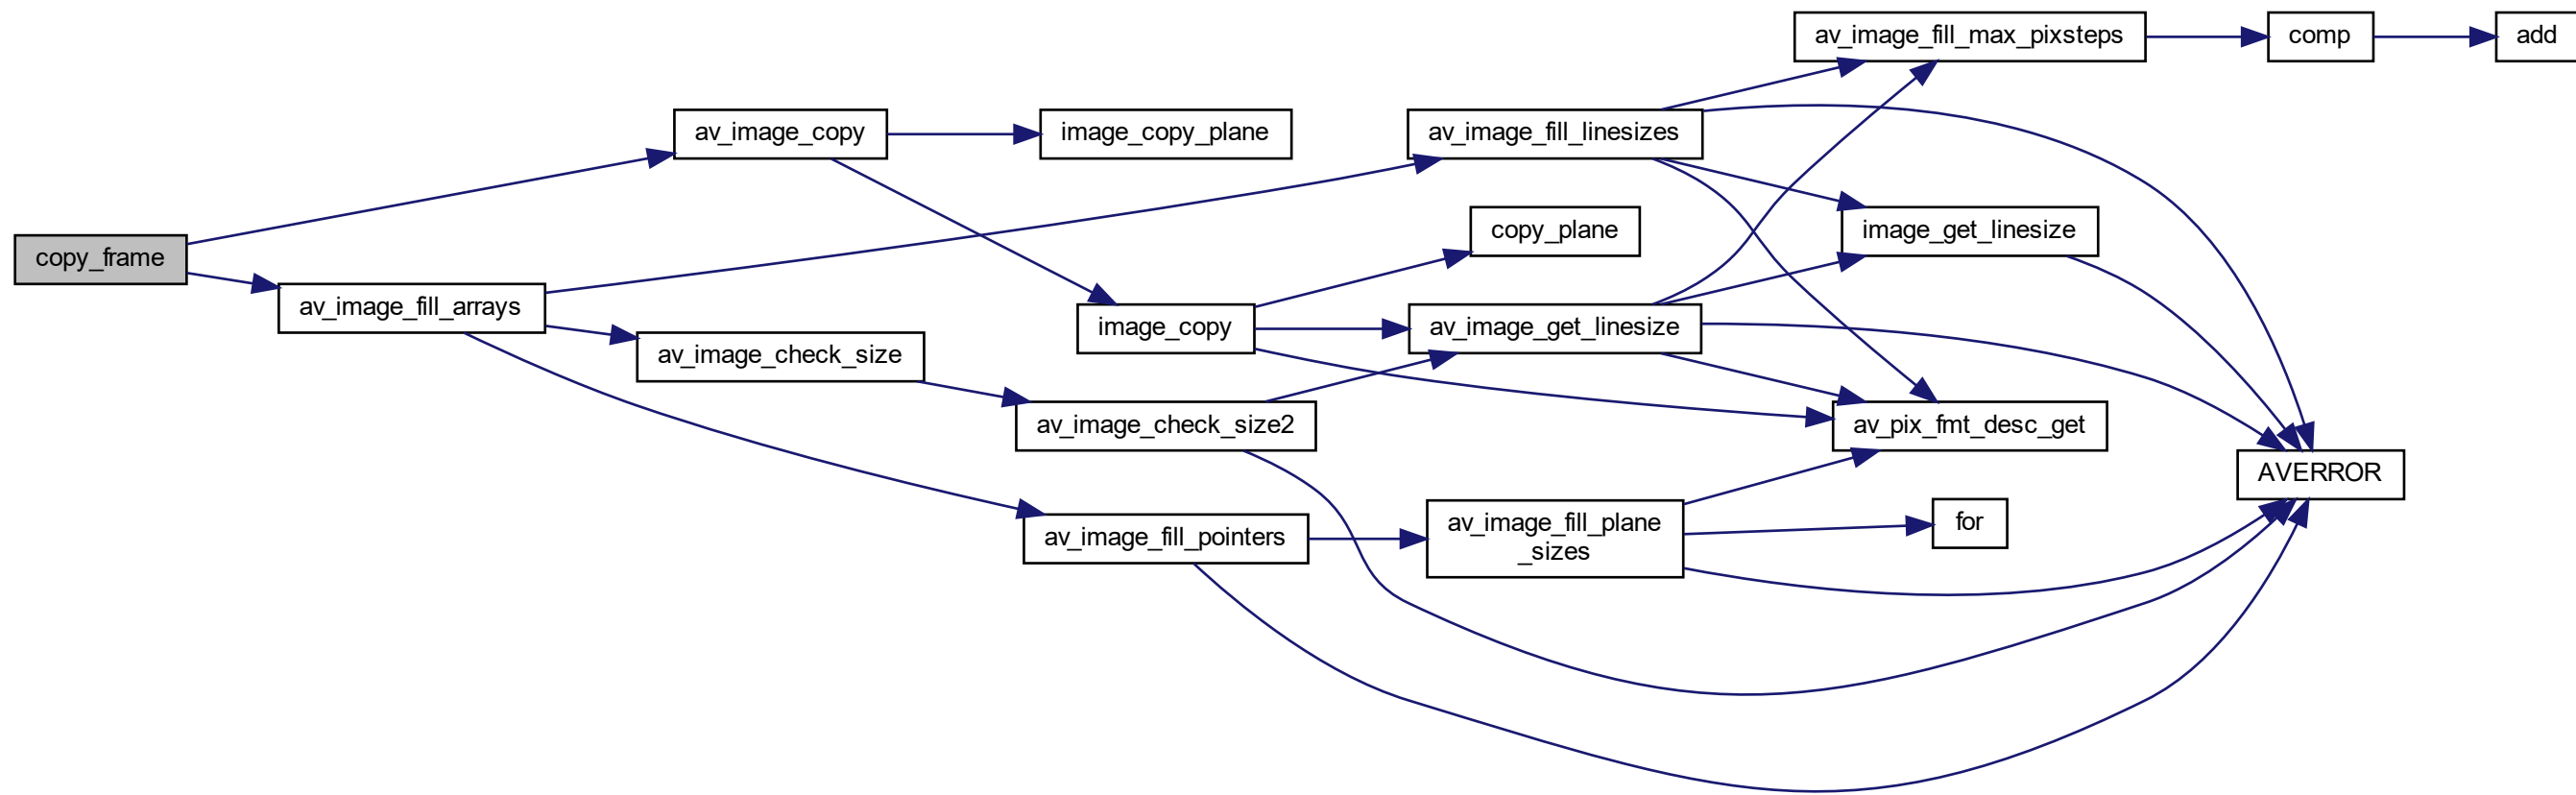 av_image_fill_max_pixsteps
comp
add
av_image_copy
image_copy_plane
av_image_fill_linesizes
copy_plane
image_get_linesize
copy_frame
av_image_fill_arrays
image_copy
av_image_get_linesize
av_image_check_size
av_image_check_size2
av_pix_fmt_desc_get
AVERROR
av_image_fill_pointers
av_image_fill_plane
_sizes
for